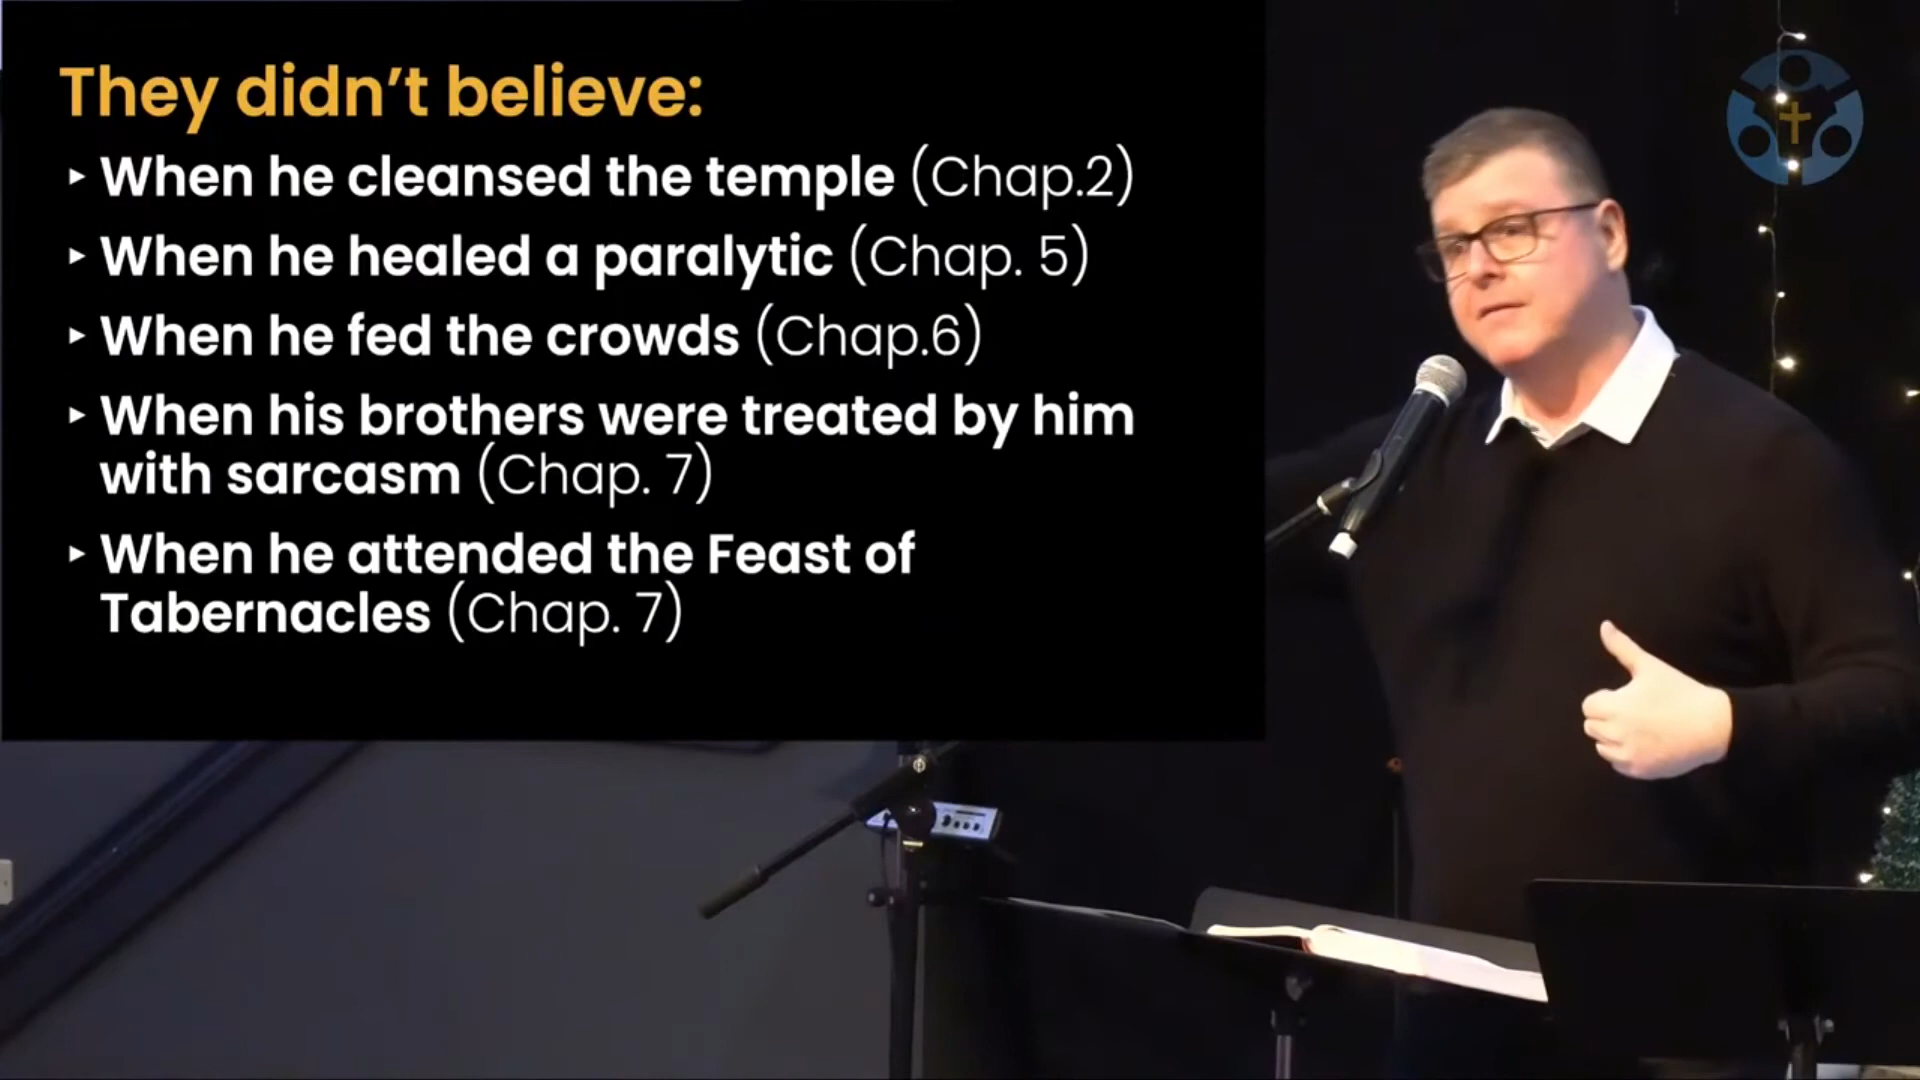 They didn't believe:
▸ When he cleansed the temple (Chap.2)
▸ When he healed a paralytic (Chap. 5)
▸ When he fed the crowds (Chap.6)
▸ When his brothers were treated by him
with sarcasm (Chap. 7)
▸ When he attended the Feast of
Tabernacles (Chap. 7)